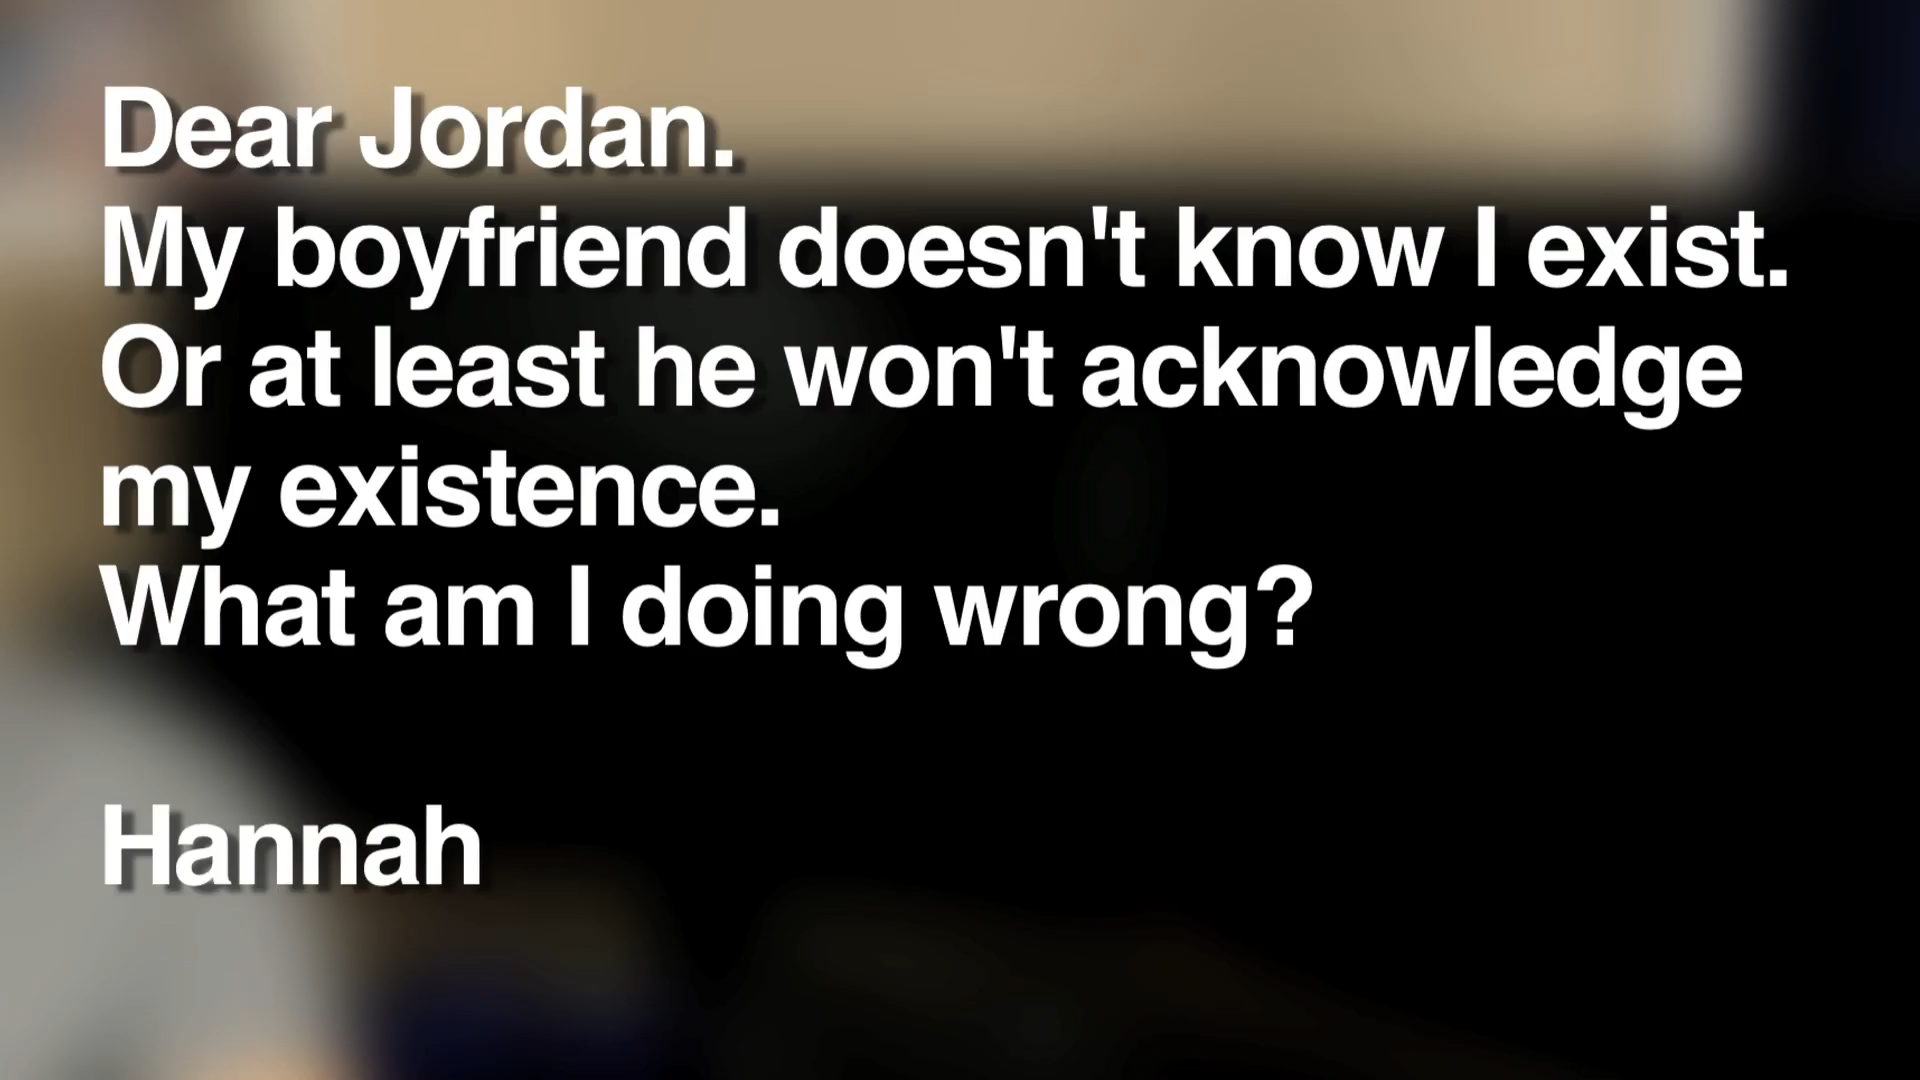 Dear Jordan.
My boyfriend doesn't know I exist.
Or at least he won't acknowledge
my existence.
What am I doing wrong?
Hannah